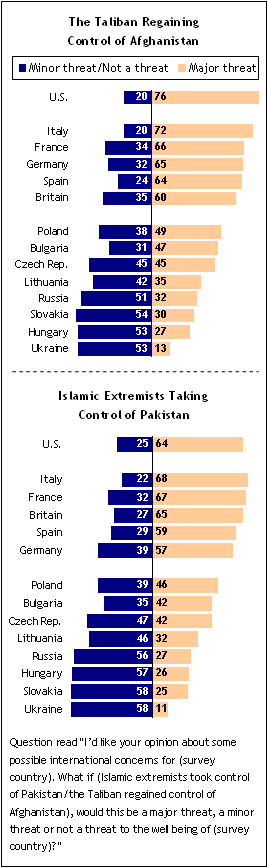 The Taliban Regaining
Control of Afghanistan
Minor threat/Not a threat Major threat
U.S. 20 76
Italy 20 72
France 34 66
Germany 32 65
Spain 24 64
Britain 35 60
Poland 38 49
Bulgaria 31 47
Czech Rep. 45 45
Lithuania 42 35
Russia 51 32
Slovakia 54 30
Hungary 53 27
Ukraine 53 13
Islamic Extremists Taking
Control of Pakistan
U.S. 25 64
Italy 22 68
France 32 67
Britain 27 65
Spain 29 59
Germany 39 57
Poland 39 46
Bulgaria 35 42
Czech Rep. 47 42
Lithuania 46 32
Russia 56 27
Hungary 57 26
Slovakia 58 25
Ukraine 58 11
Question read "I'd like your opinion about some
possible international concerns for (survey
country). What if (Islamic extremists took control
of Pakistan/the Taliban regained control of
Afghanistan), would this be a major threat, a minor
threat or not a threat to the well being of (survey
country)?"